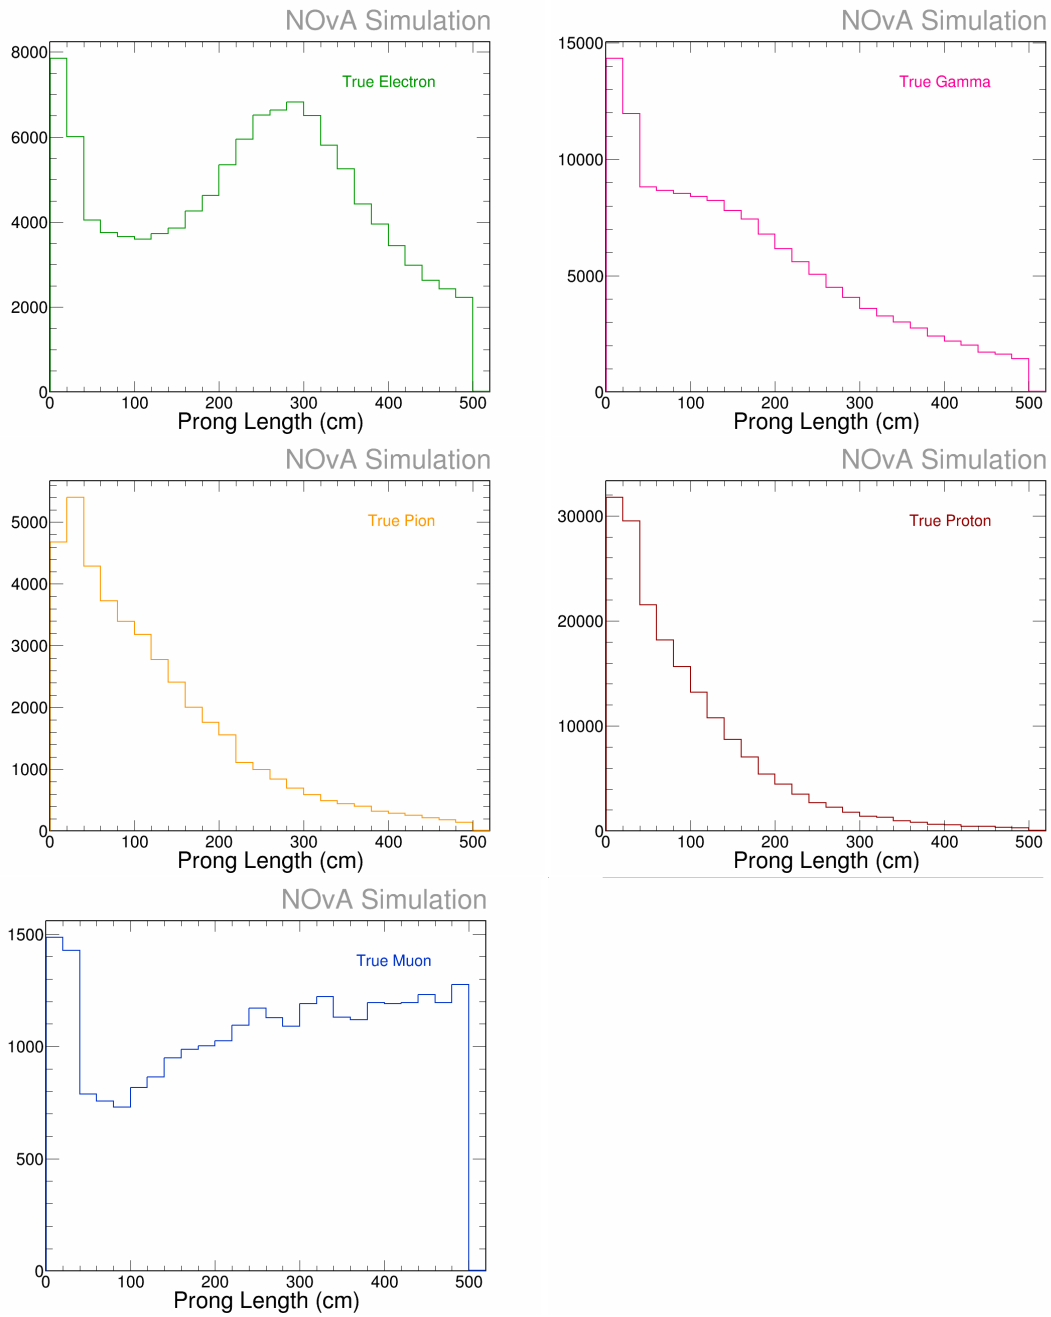 NOvA Simulation
8000
True Electron
6000
4000
2000
0
0 100 200 300 400 500
Prong Length (cm)
NOvA Simulation
15000
True Gamma
10000
5000
0
0 100 200 300 400 500
Prong Length (cm)
NOvA Simulation
5000
True Pion
4000
3000
2000
1000
0
0 100 200 300 400 500
Prong Length (cm)
NOvA Simulation
30000
True Proton
20000
10000
0
0 100 200 300 400 500
Prong Length (cm)
NOvA Simulation
1500
True Muon
1000
500
0
0 100 200 300 400 500
Prong Length (cm)